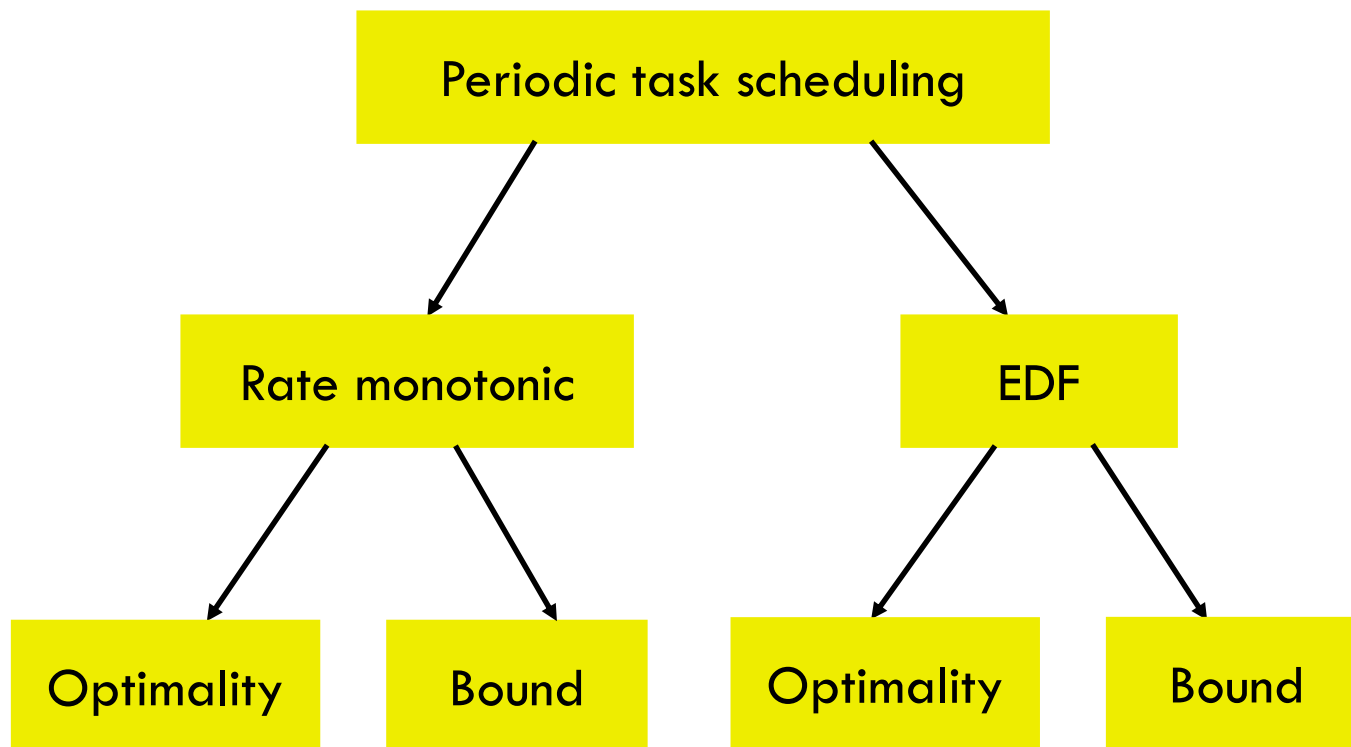 Periodic task scheduling
Rate monotonic
EDF
Optimality
Bound
Optimality
Bound